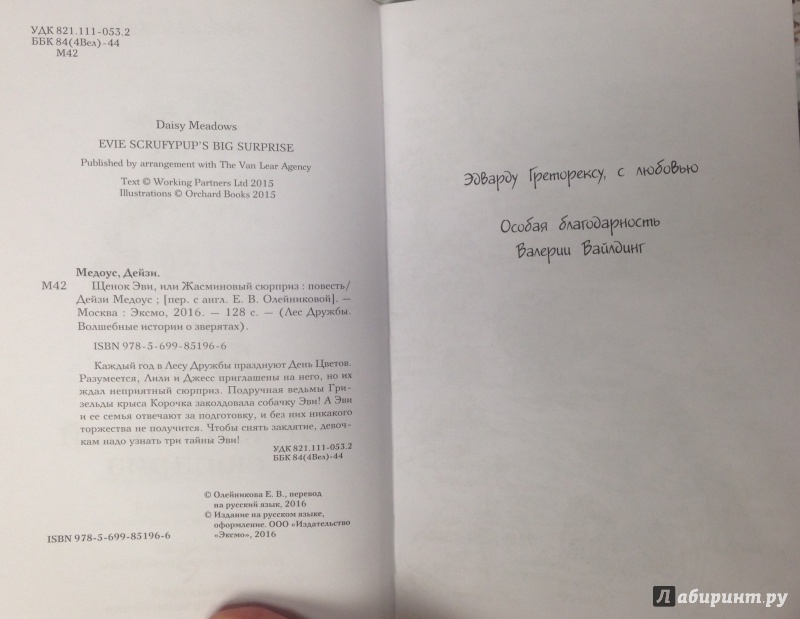 УДК 821.111-053.2
ББК 84(4Вел)-44
М42
Daisy Meadows
EVIE SCRUFYPUP'S BIG SURPRISE
Published by arrangement with The Van Lear Agency
Text © Working Partners Ltd 2015
Illustrations © Orchard Books 2015
Медоус, Дейзи.
М42 Щенок Эви, или Жасминовый сюрприз : повесть/
Дейзи Медоус ; [пер. с англ. Е. В. Олейниковой]. —
Москва : Эксмо, 2016. — 128 с. — (Лес Дружбы.
Волшебные истории о зверятах).
ISBN 978-5-699-85196-6
Каждый год в Лесу Дружбы празднуют День Цветов.
Разумеется, Лили и Джесс приглашены на него, но их
ждал неприятный сюрприз. Подручная ведьмы Гри-
зельды крыса Корочка заколдовала собачку Эви! А Эви
и ее семья отвечают за подготовку, и без них никакого
торжества не получится. Чтобы снять заклятие, девоч-
кам надо узнать три тайны Эви!
УДК 821.111-053.2
ББК 84(4Вел)-44
© Олейникова Е. В., перевод
на русский язык, 2016
© Издание на русском языке,
оформление. ООО «Издательство
«Эксмо», 2016
ISBN 978-5-699-85196-6
Эдварду Греторексу, с любовью
Особая благодарность
Валерии Вайлдинг
Лабиринт.ру